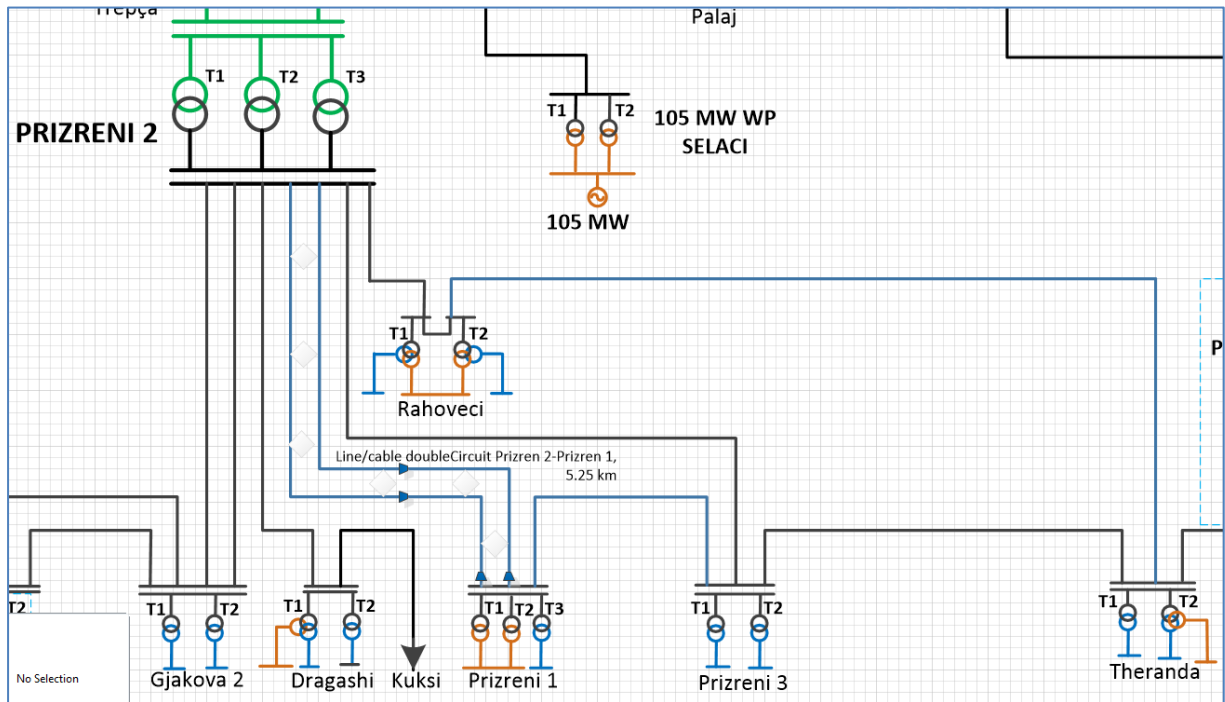 Trepça
Palaj
T1
T2
T3
PRIZRENI 2
T1
T2
105 MW WP
SELACI
105 MW
T1
T2
Rahoveci
P
Line/cable doubleCircuit Prizren 2-Prizren 1,
5.25 km
T2
T1
T2
Gjakova 2
T1
T2
Dragashi
Kuksi
T1
T2
T3
Prizreni 1
T1
T2
Prizreni 3
T1
T2
Theranda
No Selection